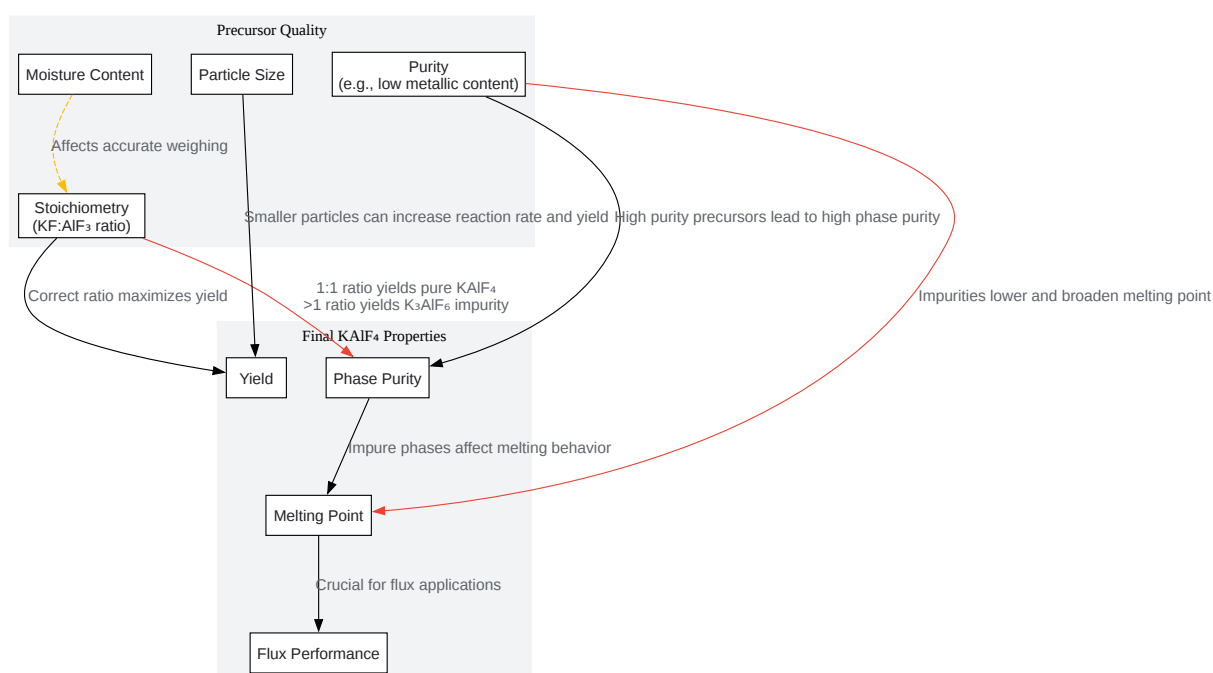 Precursor Quality
Moisture Content
Particle Size
Purity
(e.g., low metallic content)
Affects accurate weighing
Stoichiometry
(KF:AlF₃ ratio)
Smaller particles can increase reaction rate and yield
High purity precursors lead to high phase purity
Correct ratio maximizes yield
1:1 ratio yields pure KAlF₄
>1 ratio yields K₃AlF₆ impurity
Impurities lower and broaden melting point
Final KAlF₄ Properties
Yield
Phase Purity
Impure phases affect melting behavior
Melting Point
Crucial for flux applications
Flux Performance